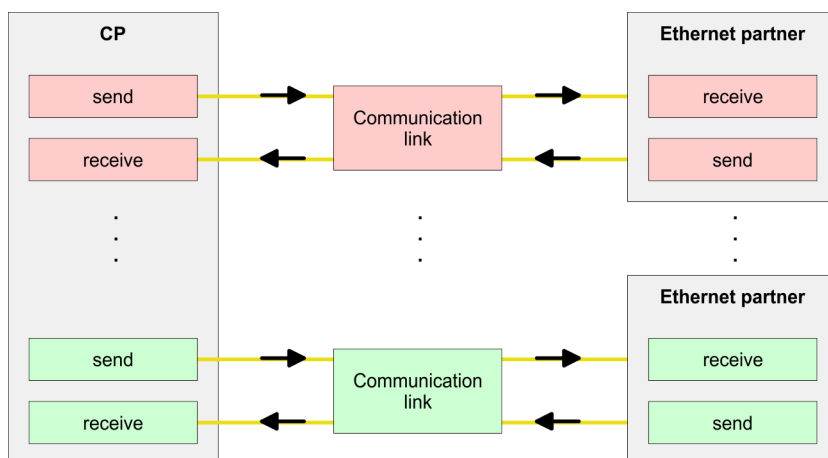 CP
Ethernet partner
send
receive
Communication
link
receive
send
Ethernet partner
send
receive
Communication
link
receive
send